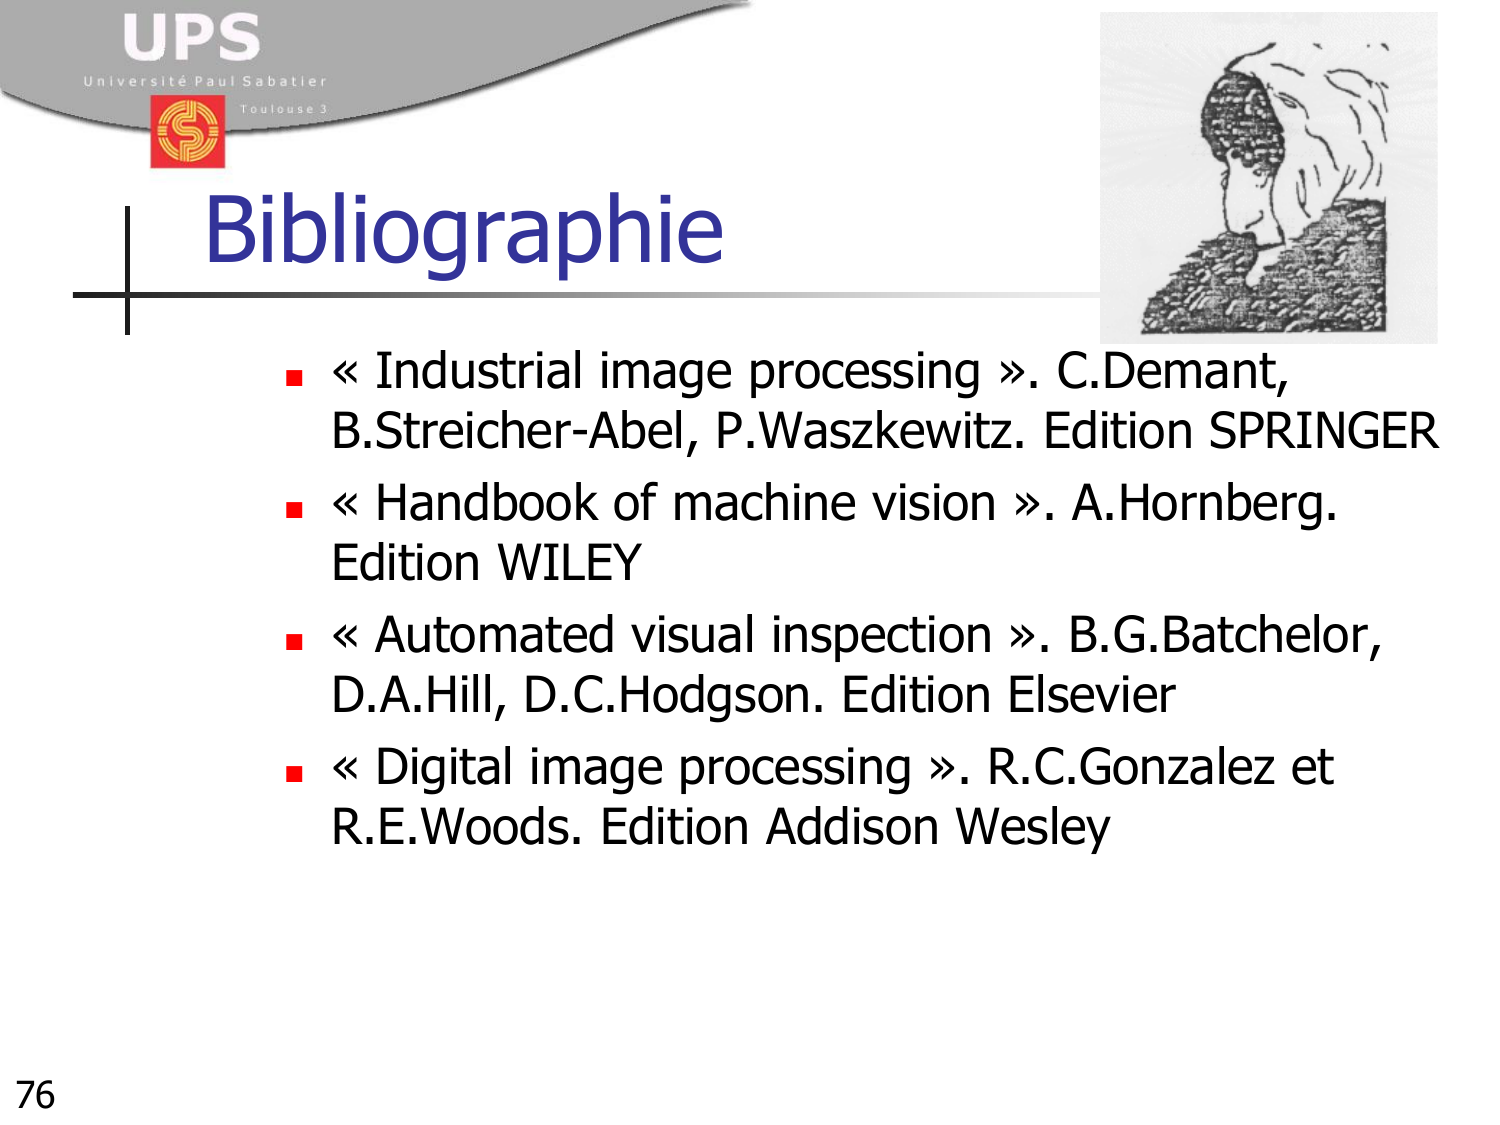 UPS
Université Paul Sabatier
Toulouse 3
Bibliographie
« Industrial image processing ». C.Demant,
B.Streicher-Abel, P.Waszkewitz. Edition SPRINGER
« Handbook of machine vision ». A.Hornberg.
Edition WILEY
« Automated visual inspection ». B.G.Batchelor,
D.A.Hill, D.C.Hodgson. Edition Elsevier
« Digital image processing ». R.C.Gonzalez et
R.E.Woods. Edition Addison Wesley
76